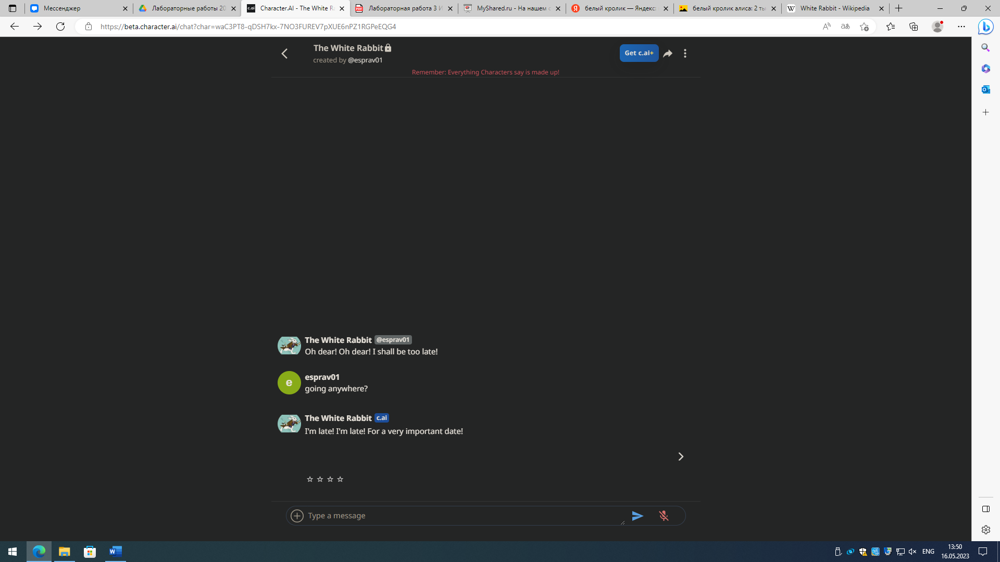 Мессенджер
Лабораторные работы 20
Character.AI - The White Ra
Лабораторная работа 3 И
MyShared.ru - На нашем с
белый кролик — Яндекс:
белый кролик алиса: 2 ты
White Rabbit - Wikipedia
https://beta.character.ai/chat?char=waC3PT8-qDSH7kx-7NO3FUREV7pXUE6nPZ1RGPeEQG4
The White Rabbit
created by @esprav01
Get c.ai+
Remember: Everything Characters say is made up!
The White Rabbit @esprav01
Oh dear! Oh dear! I shall be too late!
e
esprav01
going anywhere?
The White Rabbit c.ai
I'm late! I'm late! For a very important date!
Type a message
ENG
13:50
16.05.2023